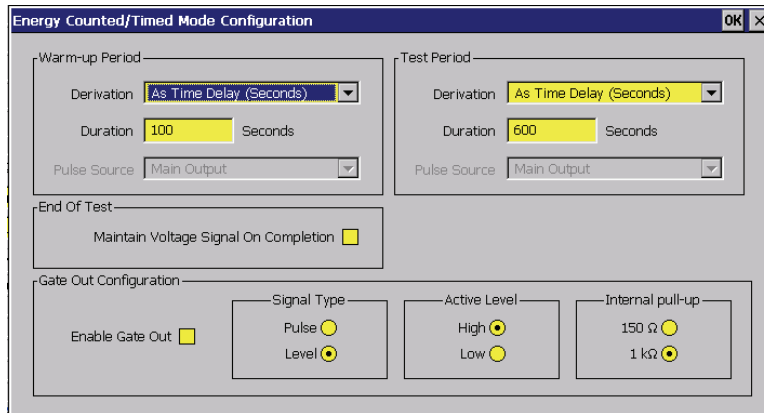 Energy Counted/Timed Mode Configuration OK ×
Warm-up Period
Derivation As Time Delay (Seconds)
Duration 100 Seconds
Pulse Source Main Output
Test Period
Derivation As Time Delay (Seconds)
Duration 600 Seconds
Pulse Source Main Output
End Of Test
Maintain Voltage Signal On Completion
Gate Out Configuration
Enable Gate Out
Signal Type
Pulse
Level
Active Level
High
Low
Internal pull-up
150 Ω
1 kΩ